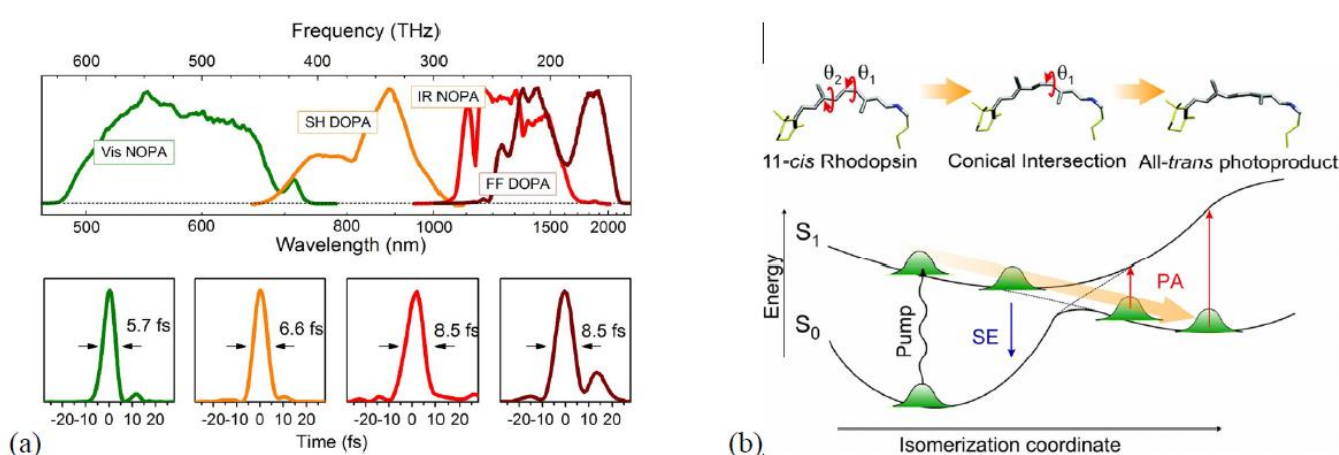 Frequency (THz)
600 500 400 300 200
Vis NOPA
SH DOPA
IR NOPA
FF DOPA
500 600 800 1000 1500 2000
Wavelength (nm)
5.7 fs
6.6 fs
8.5 fs
8.5 fs
-20 -10 0 10 20
-20 -10 0 10 20
-20 -10 0 10 20
-20 -10 0 10 20
Time (fs)
(a)
θ2 θ1
θ1
11-cis Rhodopsin
Conical Intersection
All-trans photoproduct
Energy
S1
S0
Pump
SE
PA
Isomerization coordinate
(b)